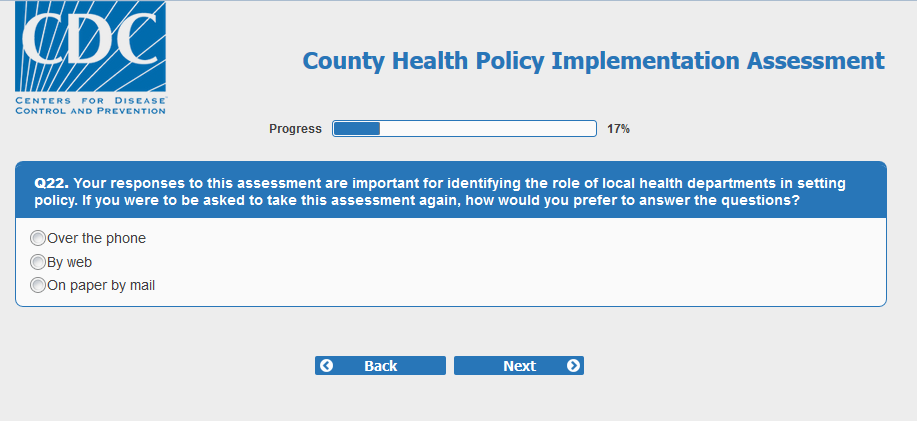 CDC
CENTERS FOR DISEASE
CONTROL AND PREVENTION
County Health Policy Implementation Assessment
Progress 17%
Q22. Your responses to this assessment are important for identifying the role of local health departments in setting
policy. If you were to be asked to take this assessment again, how would you prefer to answer the questions?
Over the phone
By web
On paper by mail
Back Next